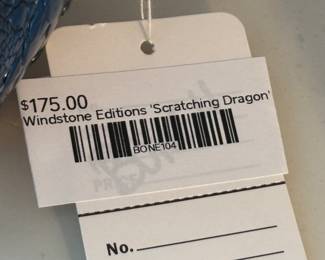 $175.00
Windstone Editions 'Scratching Dragon'
BONE104
No.